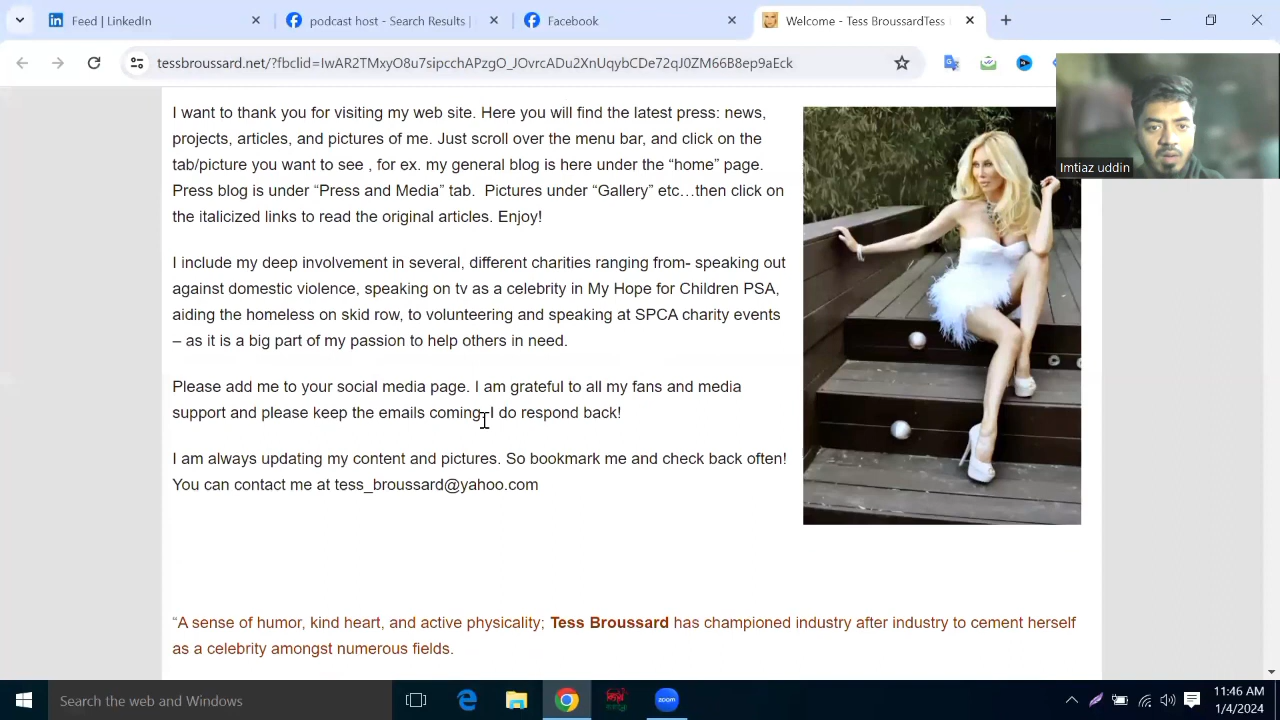 Feed | LinkedIn
podcast host - Search Results |
Facebook
Welcome - Tess BroussardTess
tessbroussard.net/?fbclid=IwAR2TMxyO8u7sipcchAPzgO_JOvrcADu2XnUqybCDe72qJ0ZM66B8ep9aEck
Imtiaz uddin
I want to thank you for visiting my web site. Here you will find the latest press: news,
projects, articles, and pictures of me. Just scroll over the menu bar, and click on the
tab/picture you want to see , for ex. my general blog is here under the “home” page.
Press blog is under “Press and Media” tab.  Pictures under “Gallery” etc…then click on
the italicized links to read the original articles. Enjoy!
I include my deep involvement in several, different charities ranging from- speaking out
against domestic violence, speaking on tv as a celebrity in My Hope for Children PSA,
aiding the homeless on skid row, to volunteering and speaking at SPCA charity events
– as it is a big part of my passion to help others in need.
Please add me to your social media page. I am grateful to all my fans and media
support and please keep the emails coming, I do respond back!
I am always updating my content and pictures. So bookmark me and check back often!
You can contact me at tess_broussard@yahoo.com
“A sense of humor, kind heart, and active physicality; Tess Broussard has championed industry after industry to cement herself
as a celebrity amongst numerous fields.
Search the web and Windows
zoom
11:46 AM
1/4/2024